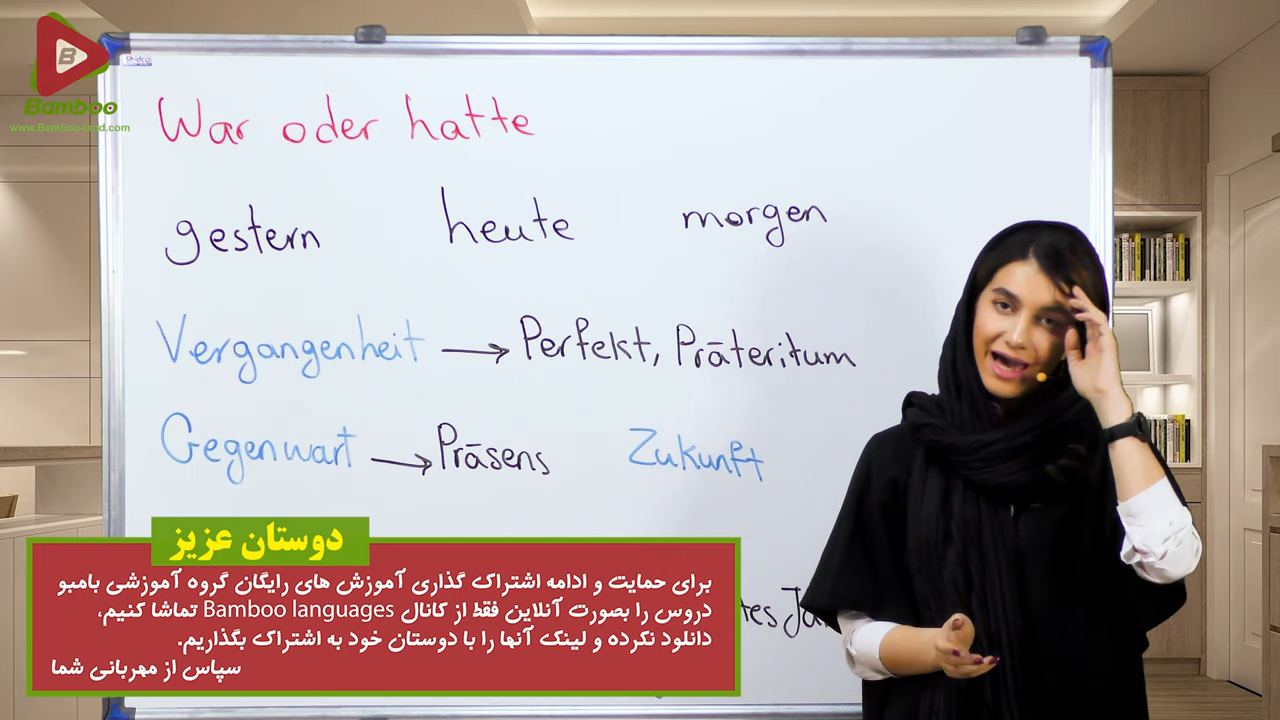 Bamboo
www.Bamboo-land.com
War oder hatte
gestern heute morgen
Vergangenheit → Perfekt, Präteritum
Gegenwart → Präsens Zukunft
دوستان عزیز
برای حمایت و ادامه اشتراک گذاری آموزش های رایگان گروه آموزشی بامبو
دروس را بصورت آنلاین فقط از کانال Bamboo languages تماشا کنیم،
دانلود نکرده و لینک آنها را با دوستان خود به اشتراک بگذاریم.
سپاس از مهربانی شما